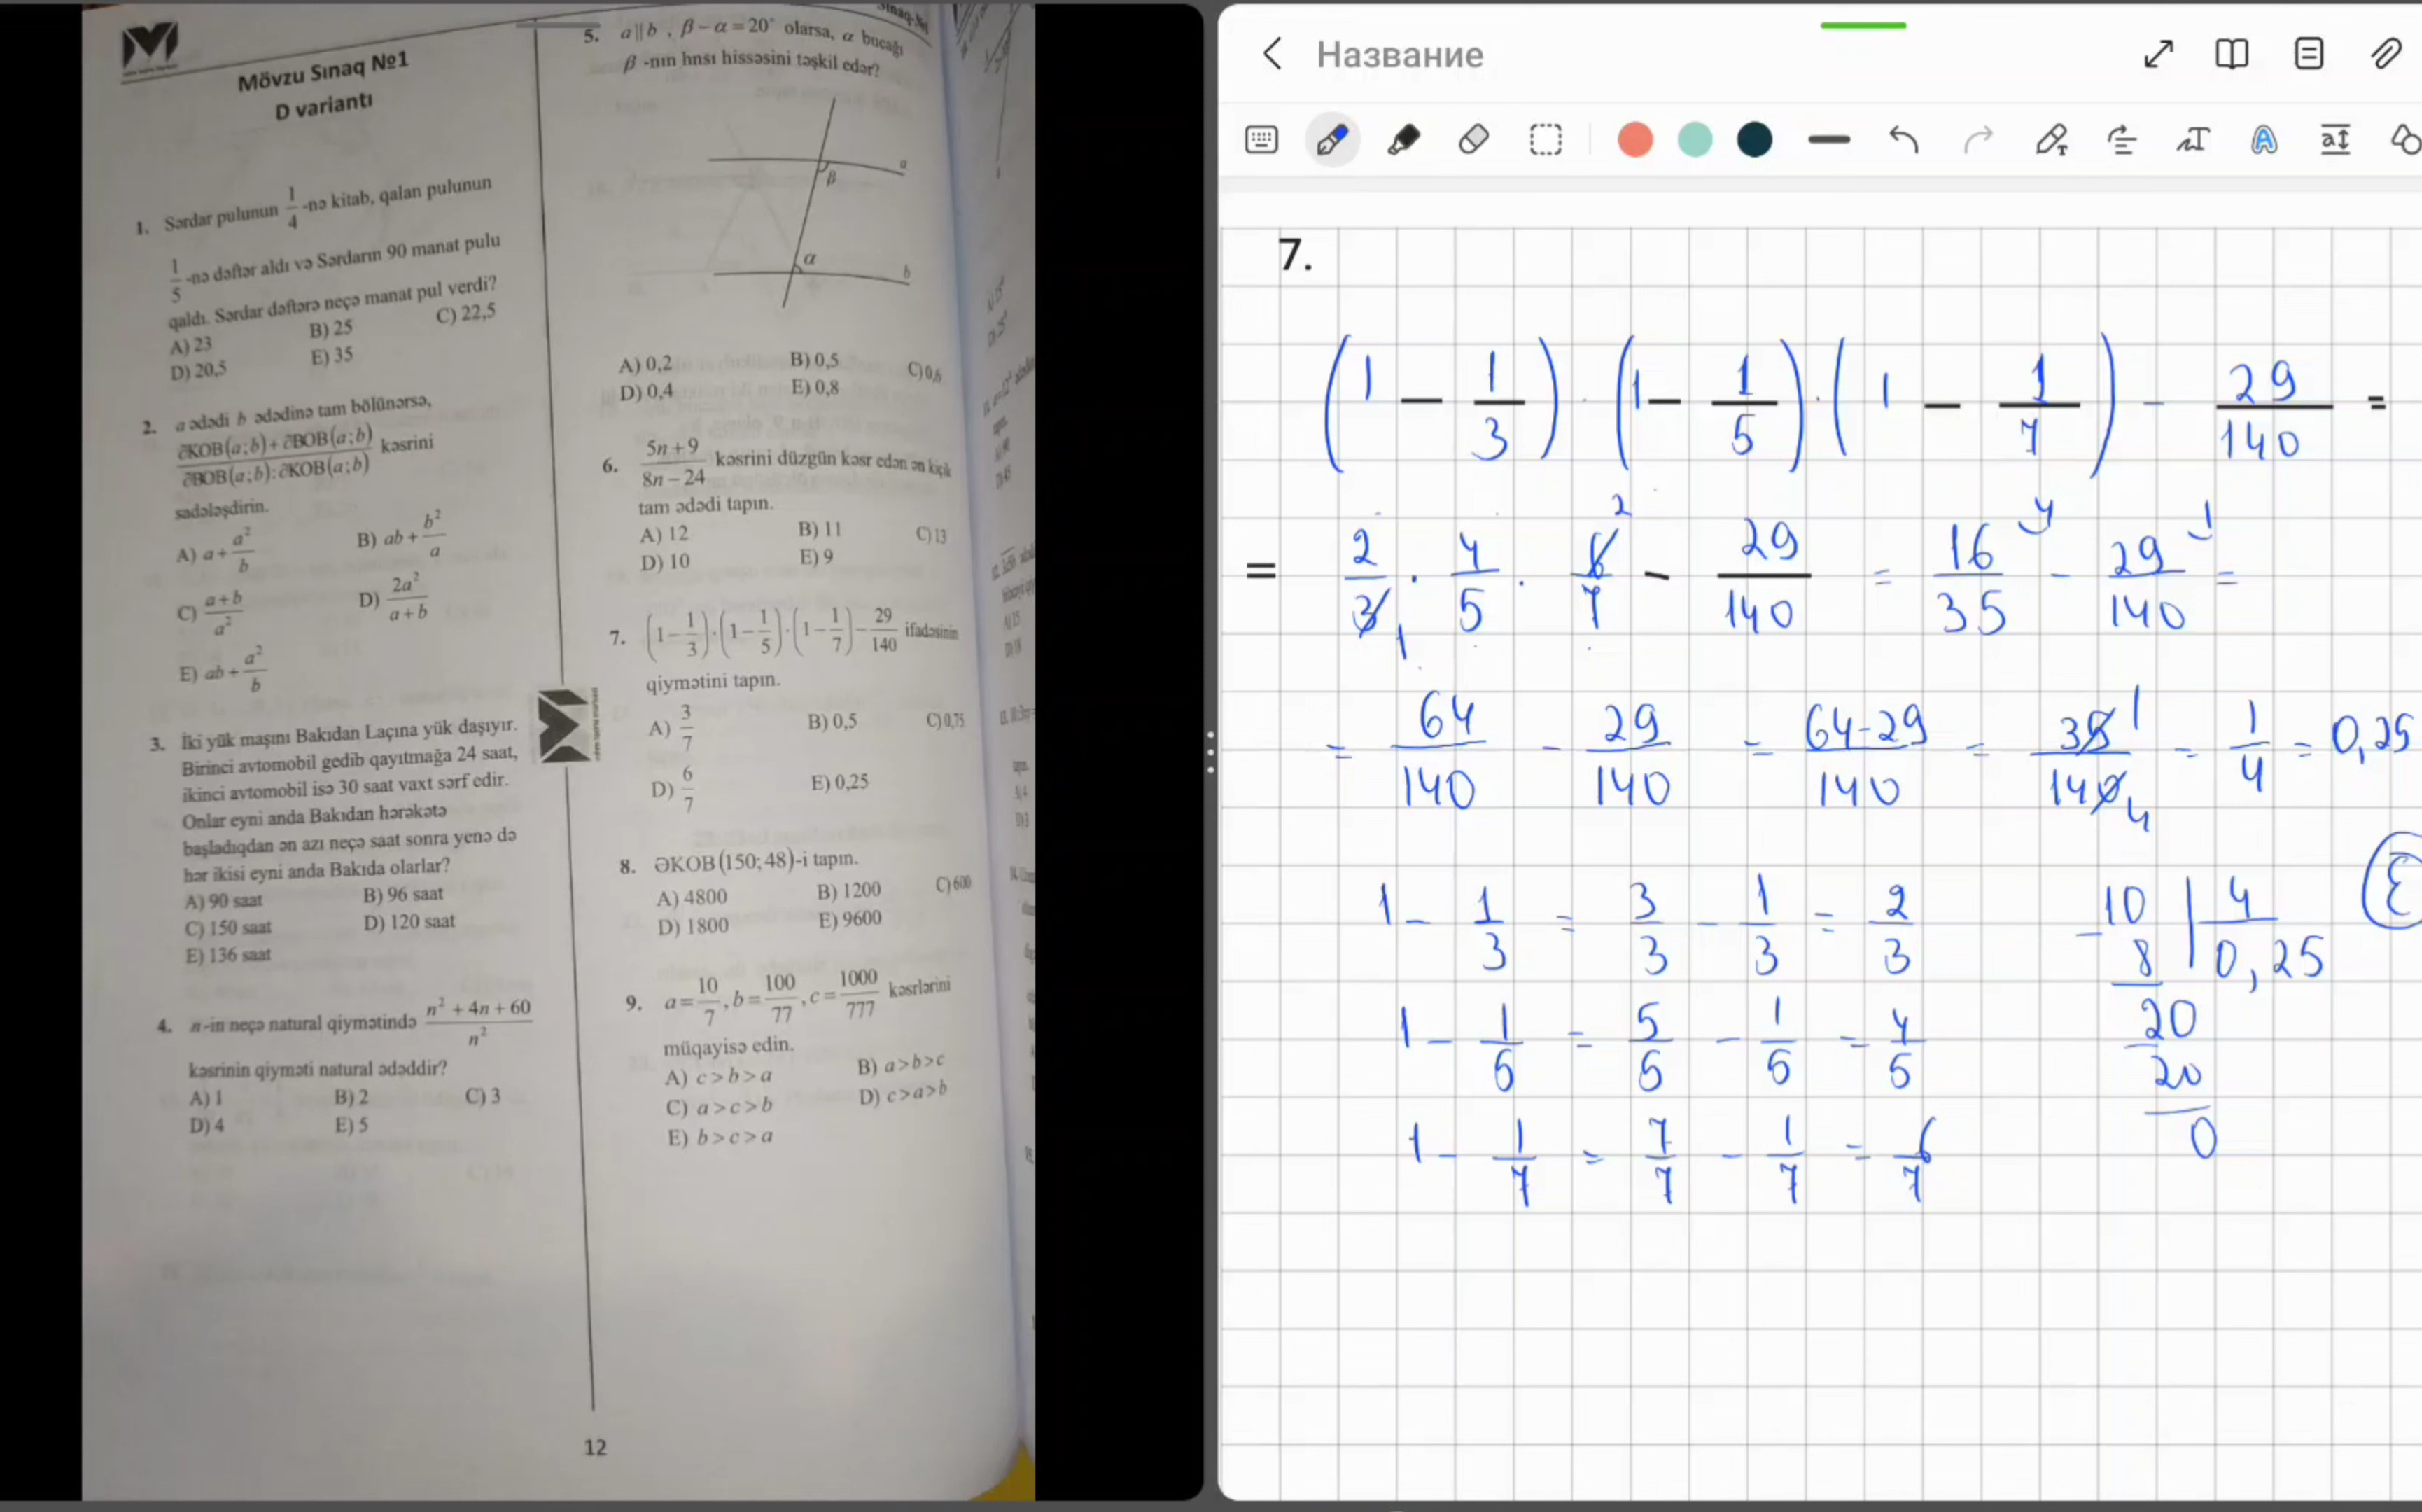 Mövzu Sınaq №1
D variantı
1. Sərdar pulunun 1/4 -nə kitab, qalan pulunun
1/5 -nə dəftər aldı və Sərdarın 90 manat pulu
qaldı. Sərdar dəftərə neçə manat pul verdi?
A) 23 B) 25 C) 22,5
D) 20,5 E) 35
2. a ədədi b ədədinə tam bölünərsə,
(ƏKOB(a;b)+ƏBOB(a;b))/(ƏBOB(a;b):ƏKOB(a;b)) kəsrini
sadələşdirin.
A) a + a²/b B) ab + b²/a
C) (a+b)/a² D) 2a²/(a+b)
E) ab + a²/b
3. İki yük maşını Bakıdan Laçına yük daşıyır.
Birinci avtomobil gedib qayıtmağa 24 saat,
ikinci avtomobil isə 30 saat vaxt sərf edir.
Onlar eyni anda Bakıdan hərəkətə
başladıqdan ən azı neçə saat sonra yenə də
hər ikisi eyni anda Bakıda olarlar?
A) 90 saat B) 96 saat
C) 150 saat D) 120 saat
E) 136 saat
4. n-in neçə natural qiymətində (n² + 4n + 60)/n²
kəsrinin qiyməti natural ədəddir?
A) 1 B) 2 C) 3
D) 4 E) 5
5. a || b , β − α = 20° olarsa, α bucağı
β -nın hnsı hissəsini təşkil edər?
a
β
α
b
A) 0,2 B) 0,5 C) 0,6
D) 0,4 E) 0,8
6. (5n + 9)/(8n − 24) kəsrini düzgün kəsr edən ən kiçik
tam ədədi tapın.
A) 12 B) 11 C) 13
D) 10 E) 9
7. (1 − 1/3)·(1 − 1/5)·(1 − 1/7) − 29/140 ifadəsinin
qiymətini tapın.
A) 3/7 B) 0,5 C) 0,75
D) 6/7 E) 0,25
8. ƏKOB(150; 48)-i tapın.
A) 4800 B) 1200 C) 600
D) 1800 E) 9600
9. a = 10/7, b = 100/77, c = 1000/777 kəsrlərini
müqayisə edin.
A) c > b > a B) a > b > c
C) a > c > b D) c > a > b
E) b > c > a
12
Название
7.
(1 − 1/3) · (1 − 1/5) · (1 − 1/7) − 29/140 =
= 2/3 · 4/5 · 6/7 − 29/140 = 16/35 − 29/140 =
= 64/140 − 29/140 = (64−29)/140 = 35/140 = 1/4 = 0,25
1 − 1/3 = 3/3 − 1/3 = 2/3
1 − 1/5 = 5/5 − 1/5 = 4/5
1 − 1/7 = 7/7 − 1/7 = 6/7
10 | 4
8 0,25
20
20
0
E